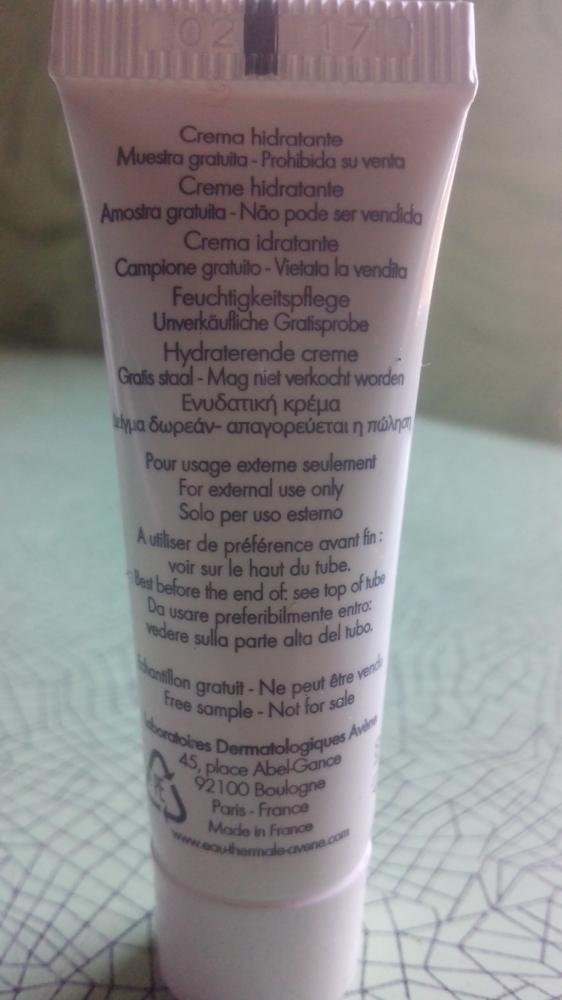 02 17
Crema hidratante
Muestra gratuita - Prohibida su venta
Creme hidratante
Amostra gratuita - Não pode ser vendida
Crema idratante
Campione gratuito - Vietata la vendita
Feuchtigkeitspflege
Unverkäufliche Gratisprobe
Hydraterende creme
Gratis staal - Mag niet verkocht worden
Ενυδατική κρέμα
δωρεάν- απαγορεύεται η πώληση
Pour usage externe seulement
For external use only
Solo per uso esterno
A utiliser de préférence avant fin :
voir sur le haut du tube.
Best before the end of: see top of tube
Da usare preferibilmente entro:
vedere sulla parte alta del tubo.
Échantillon gratuit - Ne peut être vendu
Free sample - Not for sale
Laboratoires Dermatologiques Avène
45, place Abel-Gance
92100 Boulogne
Paris - France
Made in France
www.eau-thermale-avene.com